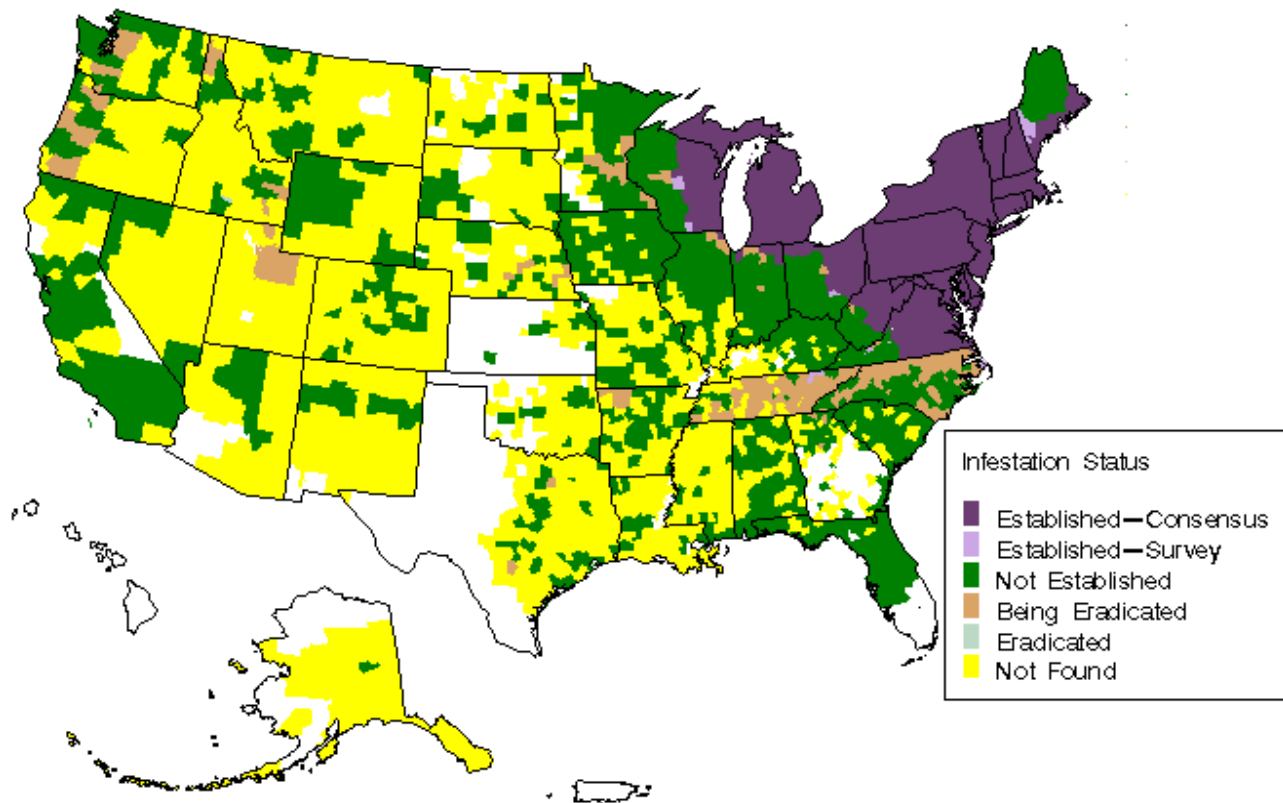 Infestation Status
Established—Consensus
Established—Survey
Not Established
Being Eradicated
Eradicated
Not Found